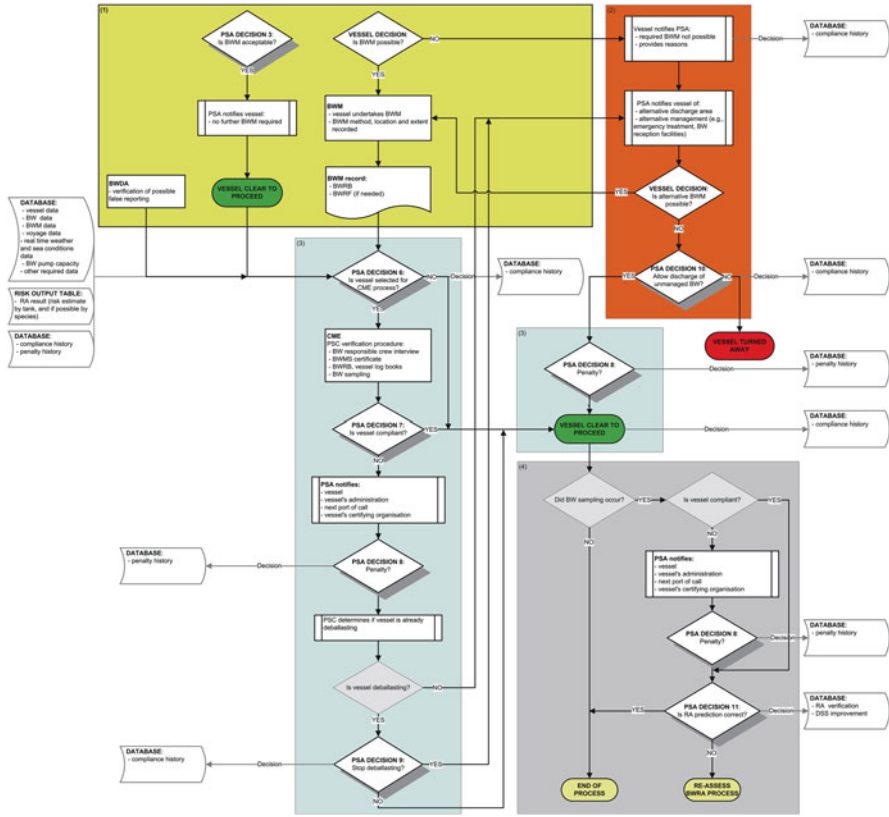 (1)
PSA DECISION 3:
Is BWM acceptable?
YES
PSA notifies vessel:
- no further BWM required
VESSEL CLEAR TO
PROCEED
BWDA
- verification of possible
false reporting
VESSEL DECISION:
Is BWM possible?
NO
YES
BWM
- vessel undertakes BWM
- BWM method, location and extent
recorded
BWM record:
- BWRB
- BWRF (if needed)
(2)
Vessel notifies PSA:
- required BWM not possible
- provides reasons
Decision
DATABASE:
- compliance history
PSA notifies vessel of:
- alternative discharge area
- alternative management (e.g.,
emergency treatment, BW
reception facilities)
VESSEL DECISION:
Is alternative BWM
possible?
YES
NO
PSA DECISION 10:
Allow discharge of
unmanaged BW?
YES
NO
Decision
DATABASE:
- compliance history
VESSEL TURNED
AWAY
DATABASE:
- vessel data
- BW data
- BWM data
- voyage data
- real time weather
and sea conditions
data
- BW pump capacity
- other required data
RISK OUTPUT TABLE:
- RA result (risk estimate
by tank, and if possible by
species)
DATABASE:
- compliance history
- penalty history
(3)
PSA DECISION 6:
Is vessel selected for
CME process?
NO
Decision
DATABASE:
- compliance history
YES
CME
PSC verification procedure:
- BW responsible crew interview
- BWMS certificate
- BWRB, vessel log books
- BW sampling
PSA DECISION 7:
Is vessel compliant?
YES
NO
PSA notifies:
- vessel
- vessel's administration
- next port of call
- vessel's certifying organisation
PSA DECISION 8:
Penalty?
Decision
DATABASE:
- penalty history
PSC determines if vessel is already
deballasting
Is vessel deballasting?
NO
YES
PSA DECISION 9:
Stop deballasting?
YES
NO
Decision
DATABASE:
- compliance history
(3)
PSA DECISION 8:
Penalty?
Decision
DATABASE:
- penalty history
VESSEL CLEAR TO
PROCEED
Decision
DATABASE:
- compliance history
(4)
Did BW sampling occur?
YES
Is vessel compliant?
YES
NO
NO
PSA notifies:
- vessel
- vessel's administration
- next port of call
- vessel's certifying organisation
PSA DECISION 8:
Penalty?
Decision
DATABASE:
- penalty history
PSA DECISION 11:
Is RA prediction correct?
YES
Decision
DATABASE:
- RA verification
- DSS improvement
NO
END OF
PROCESS
RE-ASSESS
BWRA PROCESS